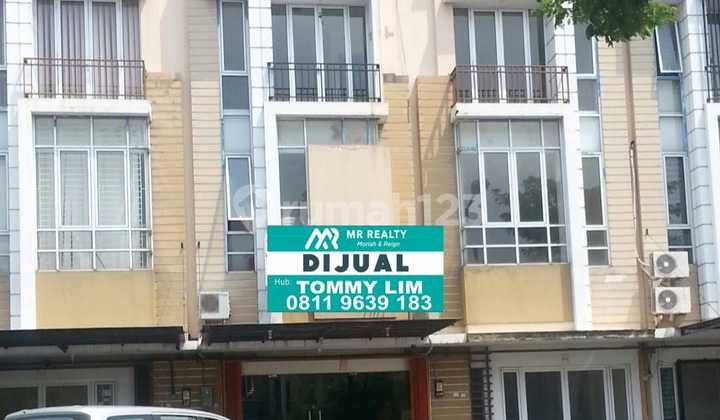 rumah123
MR REALTY
Moriah & Reign
DIJUAL
Hub: TOMMY LIM
0811 9639 183